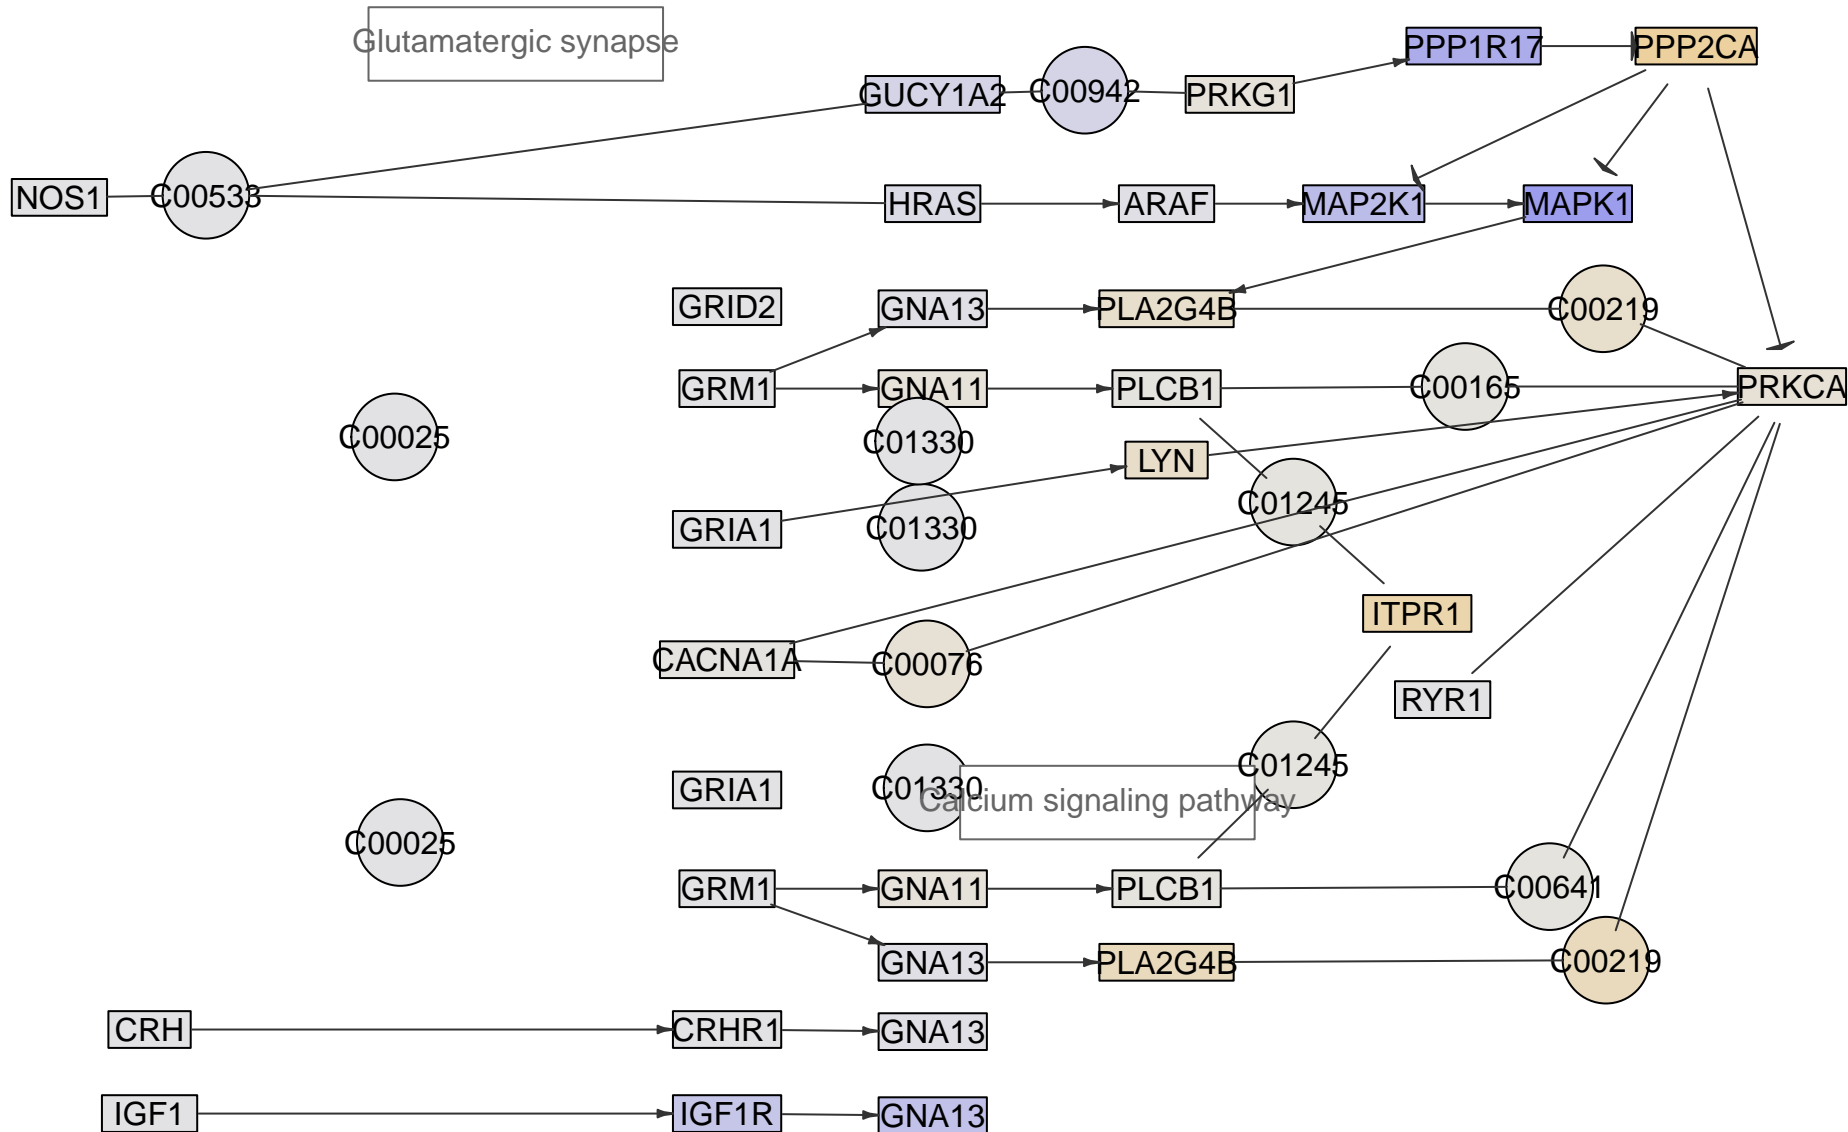 Glutamatergic synapse
PPP1R17
PPP2CA
GUCY1A2
C00942
PRKG1
NOS1
C00533
HRAS
ARAF
MAP2K1
MAPK1
GRID2
GNA13
PLA2G4B
C00219
GRM1
GNA11
PLCB1
C00165
PRKCA
C00025
C01330
LYN
GRIA1
C01330
C01245
ITPR1
CACNA1A
C00076
RYR1
C01245
GRIA1
C01330
Calcium signaling pathway
C00025
GRM1
GNA11
PLCB1
C00641
GNA13
PLA2G4B
C00219
CRH
CRHR1
GNA13
IGF1
IGF1R
GNA13